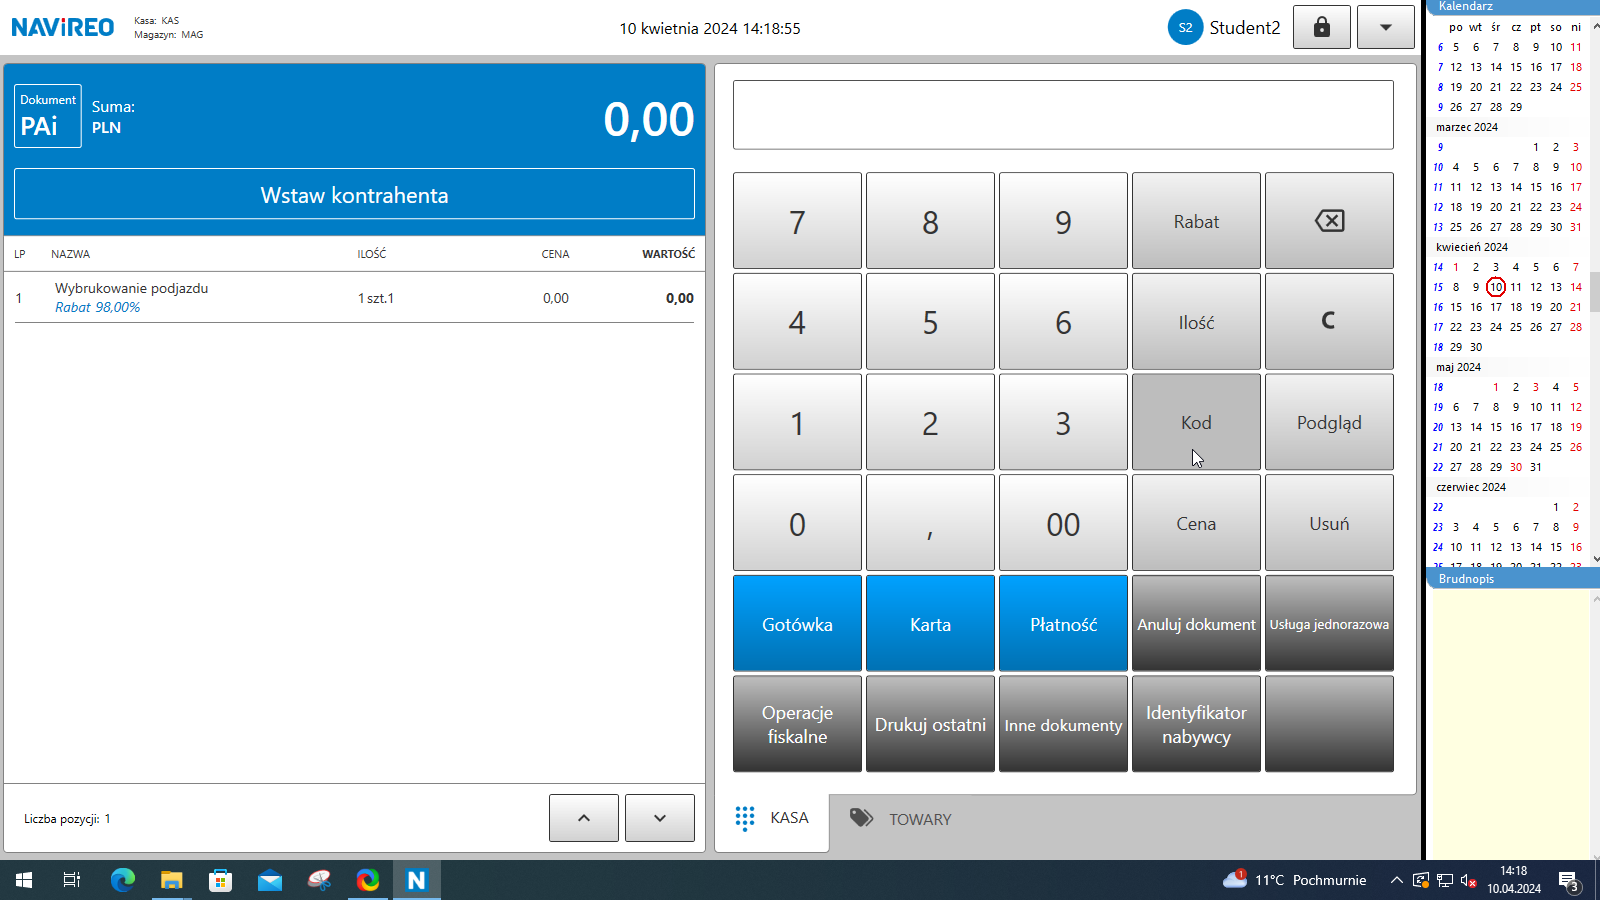 NAViREO
Kasa: KAS
Magazyn: MAG
10 kwietnia 2024 14:18:55
S2 Student2
Dokument
PAi
Suma:
PLN
0,00
Wstaw kontrahenta
LP NAZWA ILOŚĆ CENA WARTOŚĆ
1 Wybrukowanie podjazdu 1 szt.1 0,00 0,00
Rabat 98,00%
Liczba pozycji: 1
7 8 9 Rabat
4 5 6 Ilość C
1 2 3 Kod Podgląd
0 , 00 Cena Usuń
Gotówka Karta Płatność Anuluj dokument Usługa jednorazowa
Operacje fiskalne Drukuj ostatni Inne dokumenty Identyfikator nabywcy
KASA TOWARY
Kalendarz
po wt śr cz pt so ni
6 5 6 7 8 9 10 11
7 12 13 14 15 16 17 18
8 19 20 21 22 23 24 25
9 26 27 28 29
marzec 2024
9 1 2 3
10 4 5 6 7 8 9 10
11 11 12 13 14 15 16 17
12 18 19 20 21 22 23 24
13 25 26 27 28 29 30 31
kwiecień 2024
14 1 2 3 4 5 6 7
15 8 9 10 11 12 13 14
16 15 16 17 18 19 20 21
17 22 23 24 25 26 27 28
18 29 30
maj 2024
18 1 2 3 4 5
19 6 7 8 9 10 11 12
20 13 14 15 16 17 18 19
21 20 21 22 23 24 25 26
22 27 28 29 30 31
czerwiec 2024
22 1 2
23 3 4 5 6 7 8 9
24 10 11 12 13 14 15 16
Brudnopis
N
1
11°C Pochmurnie
14:18
10.04.2024
3